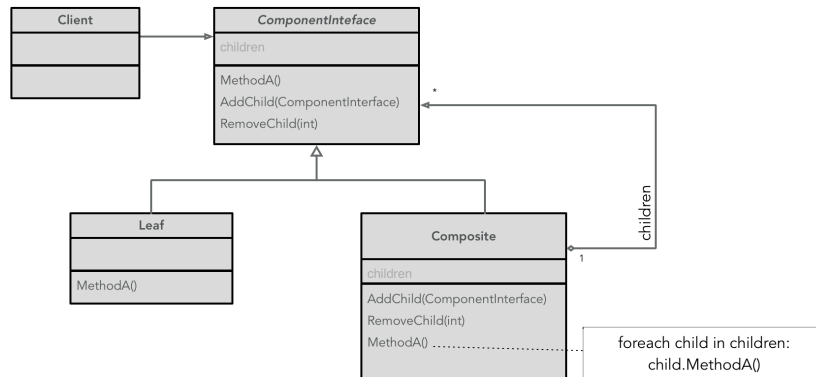 Client
ComponentInteface
children
MethodA()
AddChild(ComponentInterface)
RemoveChild(int)
*
children
1
Leaf
MethodA()
Composite
children
AddChild(ComponentInterface)
RemoveChild(int)
MethodA()
foreach child in children:
child.MethodA()